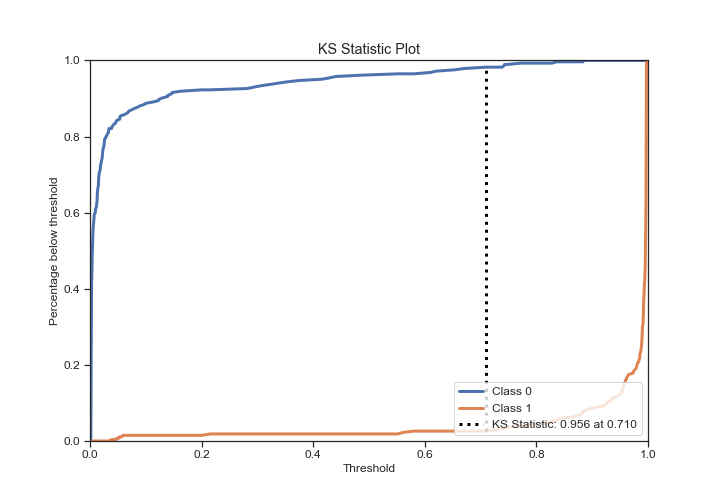 KS Statistic Plot
Percentage below threshold
1.0
0.8
0.6
0.4
0.2
0.0
0.0 0.2 0.4 0.6 0.8 1.0
Threshold
Class 0
Class 1
KS Statistic: 0.956 at 0.710